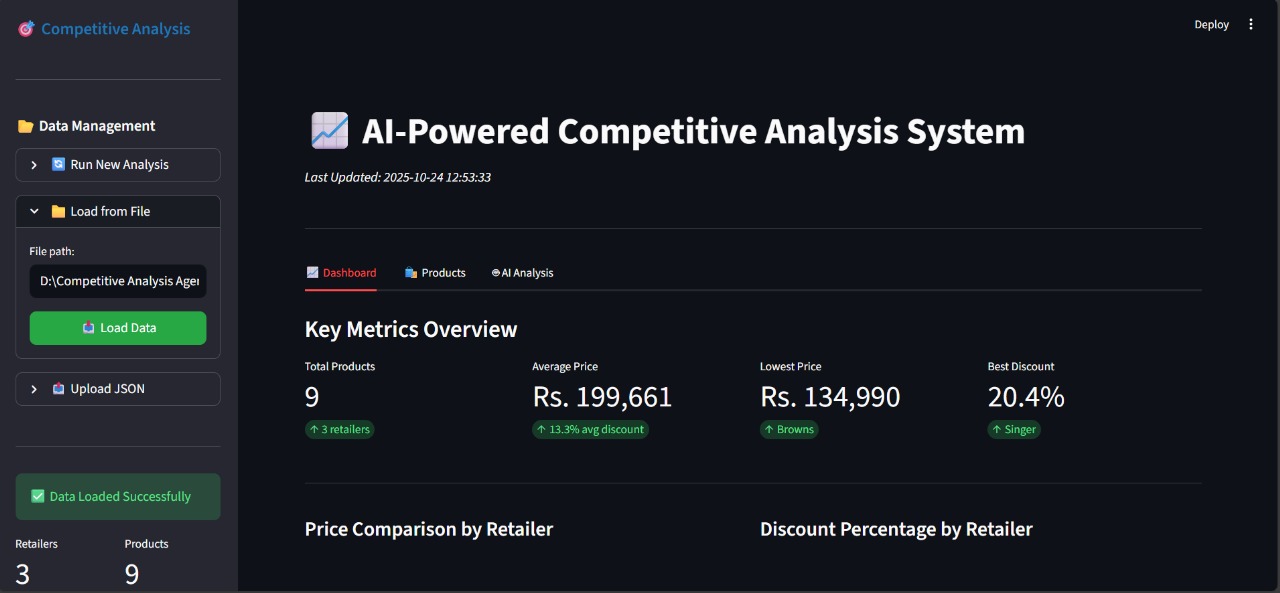 Competitive Analysis
Data Management
Run New Analysis
Load from File
File path:
D:\Competitive Analysis Ager
Load Data
Upload JSON
Data Loaded Successfully
Retailers Products
3 9
Deploy
AI-Powered Competitive Analysis System
Last Updated: 2025-10-24 12:53:33
Dashboard Products AI Analysis
Key Metrics Overview
Total Products Average Price Lowest Price Best Discount
9 Rs. 199,661 Rs. 134,990 20.4%
↑ 3 retailers ↑ 13.3% avg discount ↑ Browns ↑ Singer
Price Comparison by Retailer Discount Percentage by Retailer